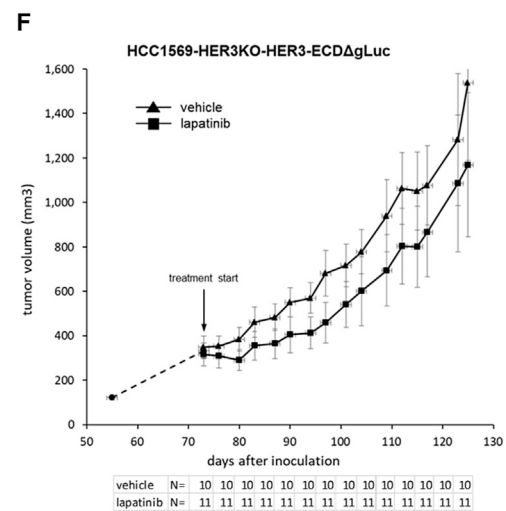 F
HCC1569-HER3KO-HER3-ECDΔgLuc
1,600
1,400
1,200
1,000
800
600
400
200
0
tumor volume (mm3)
vehicle
lapatinib
treatment start
50 60 70 80 90 100 110 120 130
days after inoculation
vehicle N= 10 10 10 10 10 10 10 10 10 10 10 10 10 10 10
lapatinib N= 11 11 11 11 11 11 11 11 11 11 11 11 11 11 11